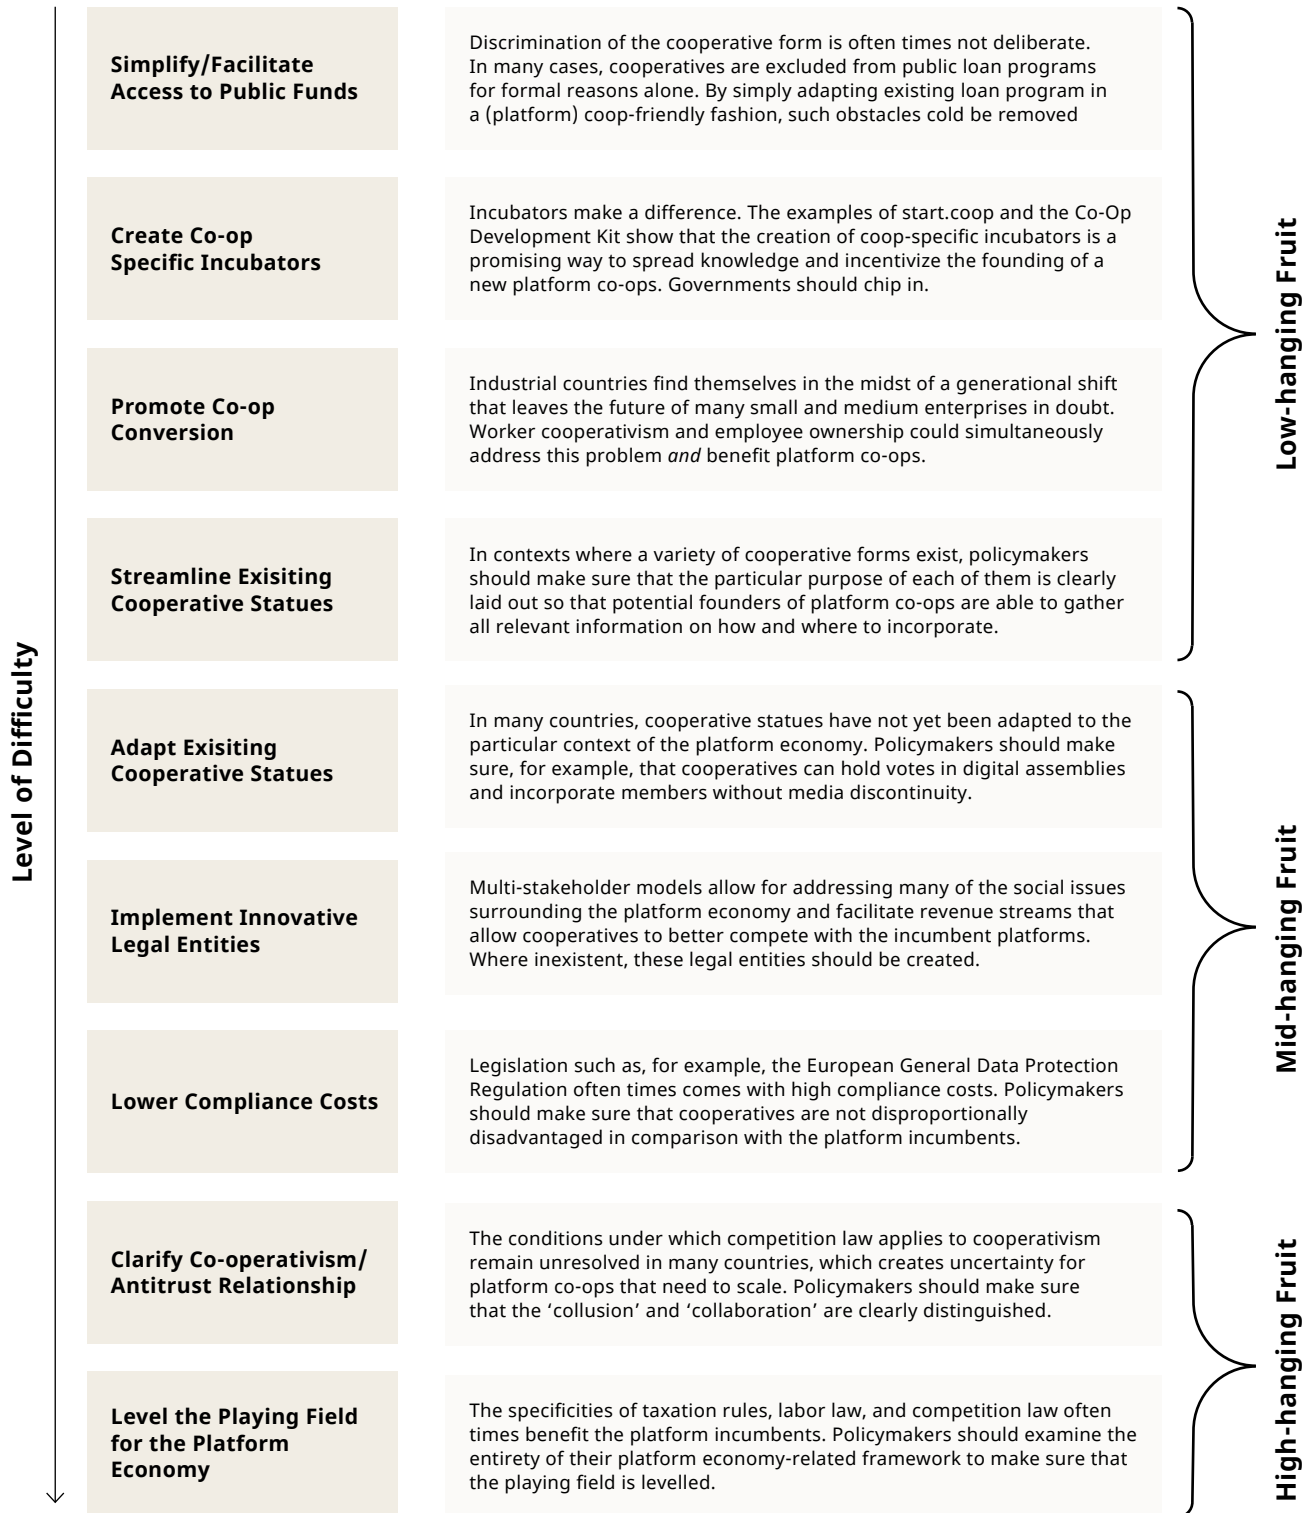 Level of Difficulty
Simplify/Facilitate
Access to Public Funds
Discrimination of the cooperative form is often times not deliberate.
In many cases, cooperatives are excluded from public loan programs
for formal reasons alone. By simply adapting existing loan program in
a (platform) coop-friendly fashion, such obstacles cold be removed
Create Co-op
Specific Incubators
Incubators make a difference. The examples of start.coop and the Co-Op
Development Kit show that the creation of coop-specific incubators is a
promising way to spread knowledge and incentivize the founding of a
new platform co-ops. Governments should chip in.
Promote Co-op
Conversion
Industrial countries find themselves in the midst of a generational shift
that leaves the future of many small and medium enterprises in doubt.
Worker cooperativism and employee ownership could simultaneously
address this problem and benefit platform co-ops.
Streamline Exisiting
Cooperative Statues
In contexts where a variety of cooperative forms exist, policymakers
should make sure that the particular purpose of each of them is clearly
laid out so that potential founders of platform co-ops are able to gather
all relevant information on how and where to incorporate.
Low-hanging Fruit
Adapt Exisiting
Cooperative Statues
In many countries, cooperative statues have not yet been adapted to the
particular context of the platform economy. Policymakers should make
sure, for example, that cooperatives can hold votes in digital assemblies
and incorporate members without media discontinuity.
Implement Innovative
Legal Entities
Multi-stakeholder models allow for addressing many of the social issues
surrounding the platform economy and facilitate revenue streams that
allow cooperatives to better compete with the incumbent platforms.
Where inexistent, these legal entities should be created.
Lower Compliance Costs
Legislation such as, for example, the European General Data Protection
Regulation often times comes with high compliance costs. Policymakers
should make sure that cooperatives are not disproportionally
disadvantaged in comparison with the platform incumbents.
Mid-hanging Fruit
Clarify Co-operativism/
Antitrust Relationship
The conditions under which competition law applies to cooperativism
remain unresolved in many countries, which creates uncertainty for
platform co-ops that need to scale. Policymakers should make sure
that the ‘collusion’ and ‘collaboration’ are clearly distinguished.
Level the Playing Field
for the Platform
Economy
The specificities of taxation rules, labor law, and competition law often
times benefit the platform incumbents. Policymakers should examine the
entirety of their platform economy-related framework to make sure that
the playing field is levelled.
High-hanging Fruit